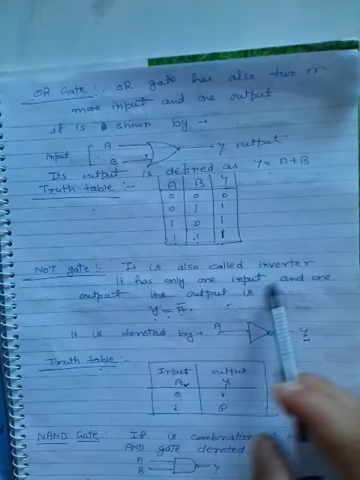 OR Gate :- OR gate has also two or
more input and one output
it is shown by -
input A Y output
B
Its output is defined as Y = A+B
Truth table :-
A B Y
0 0 0
0 1 1
1 0 1
1 1 1
NOT gate :- It is also called inverter
It has only one input and one
output its output is
Y = A̅
It is denoted by A Y
Truth table :-
Input output
A Y
0 1
1 0
NAND Gate : It is combination
AND gate denoted
A
B Y